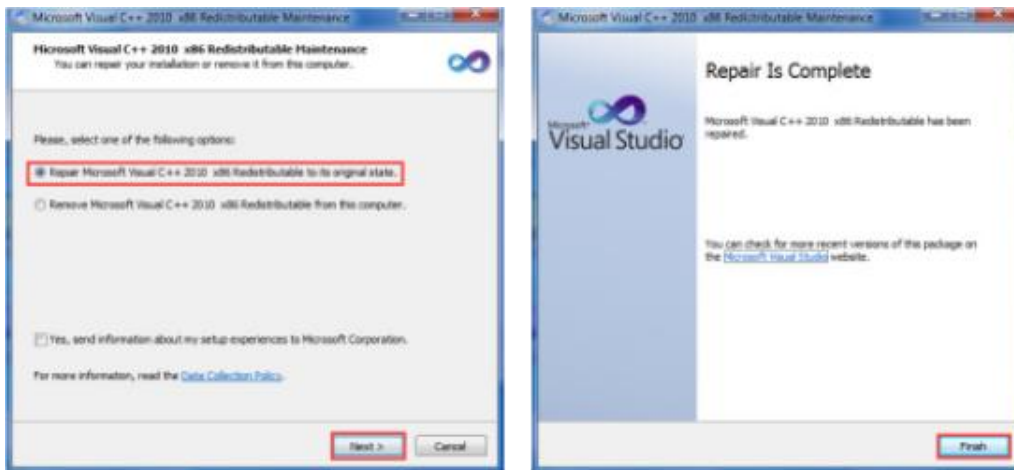 Microsoft Visual C++ 2010 x86 Redistributable Maintenance
Microsoft Visual C++ 2010 x86 Redistributable Maintenance
You can repair your installation or remove it from this computer.
Please, select one of the following options:
Repair Microsoft Visual C++ 2010 x86 Redistributable to its original state.
Remove Microsoft Visual C++ 2010 x86 Redistributable from this computer.
Yes, send information about my setup experiences to Microsoft Corporation.
For more information, read the Data Collection Policy.
Next >
Cancel
Microsoft Visual C++ 2010 x86 Redistributable Maintenance
Microsoft
Visual Studio
Repair Is Complete
Microsoft Visual C++ 2010 x86 Redistributable has been
repaired.
You can check for more recent versions of this package on
the Microsoft Visual Studio website.
Finish